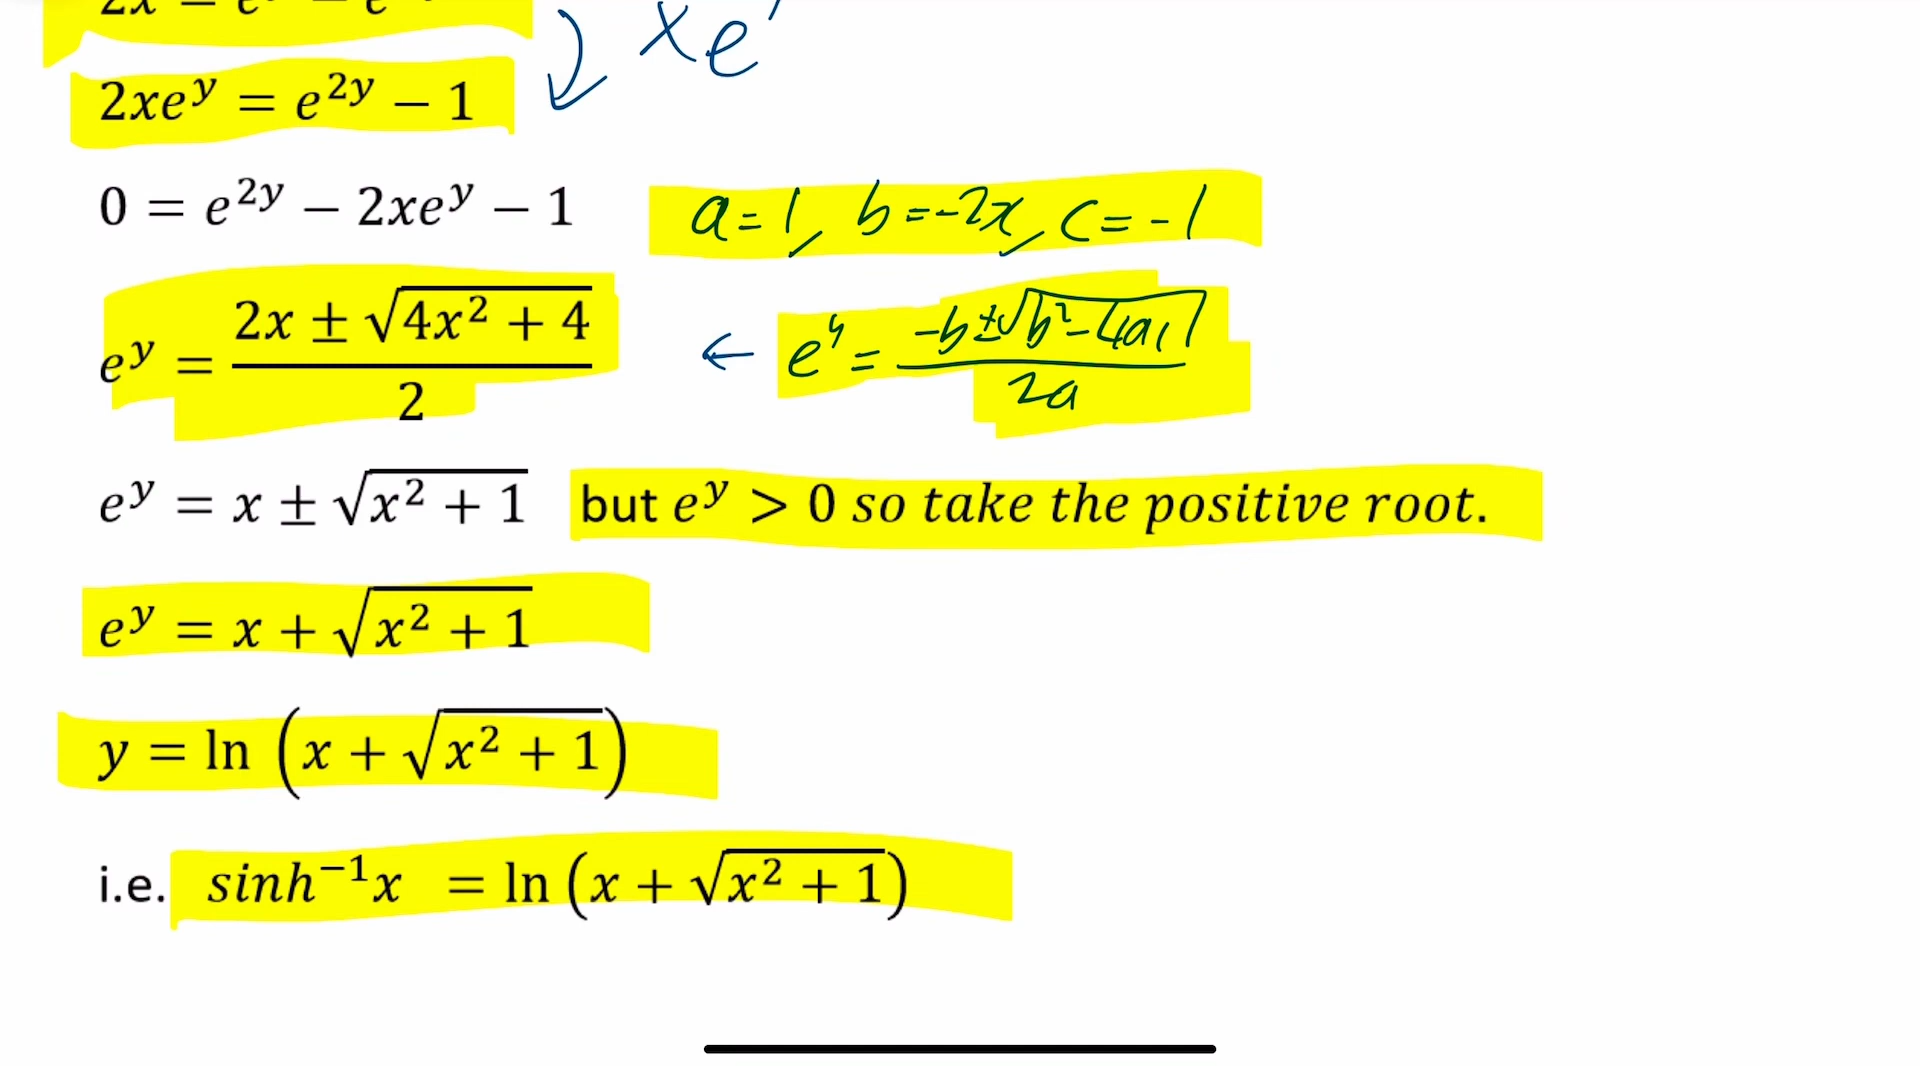 2x = e^y − e^−y
× e^y
2xe^y = e^2y − 1
0 = e^2y − 2xe^y − 1 a=1, b=-2x, c=-1
e^y = (2x ± √(4x² + 4))/2 ← e^y = (-b±√(b²-4ac))/2a
e^y = x ± √(x² + 1) but e^y > 0 so take the positive root.
e^y = x + √(x² + 1)
y = ln (x + √(x² + 1))
i.e. sinh⁻¹x = ln (x + √(x² + 1))